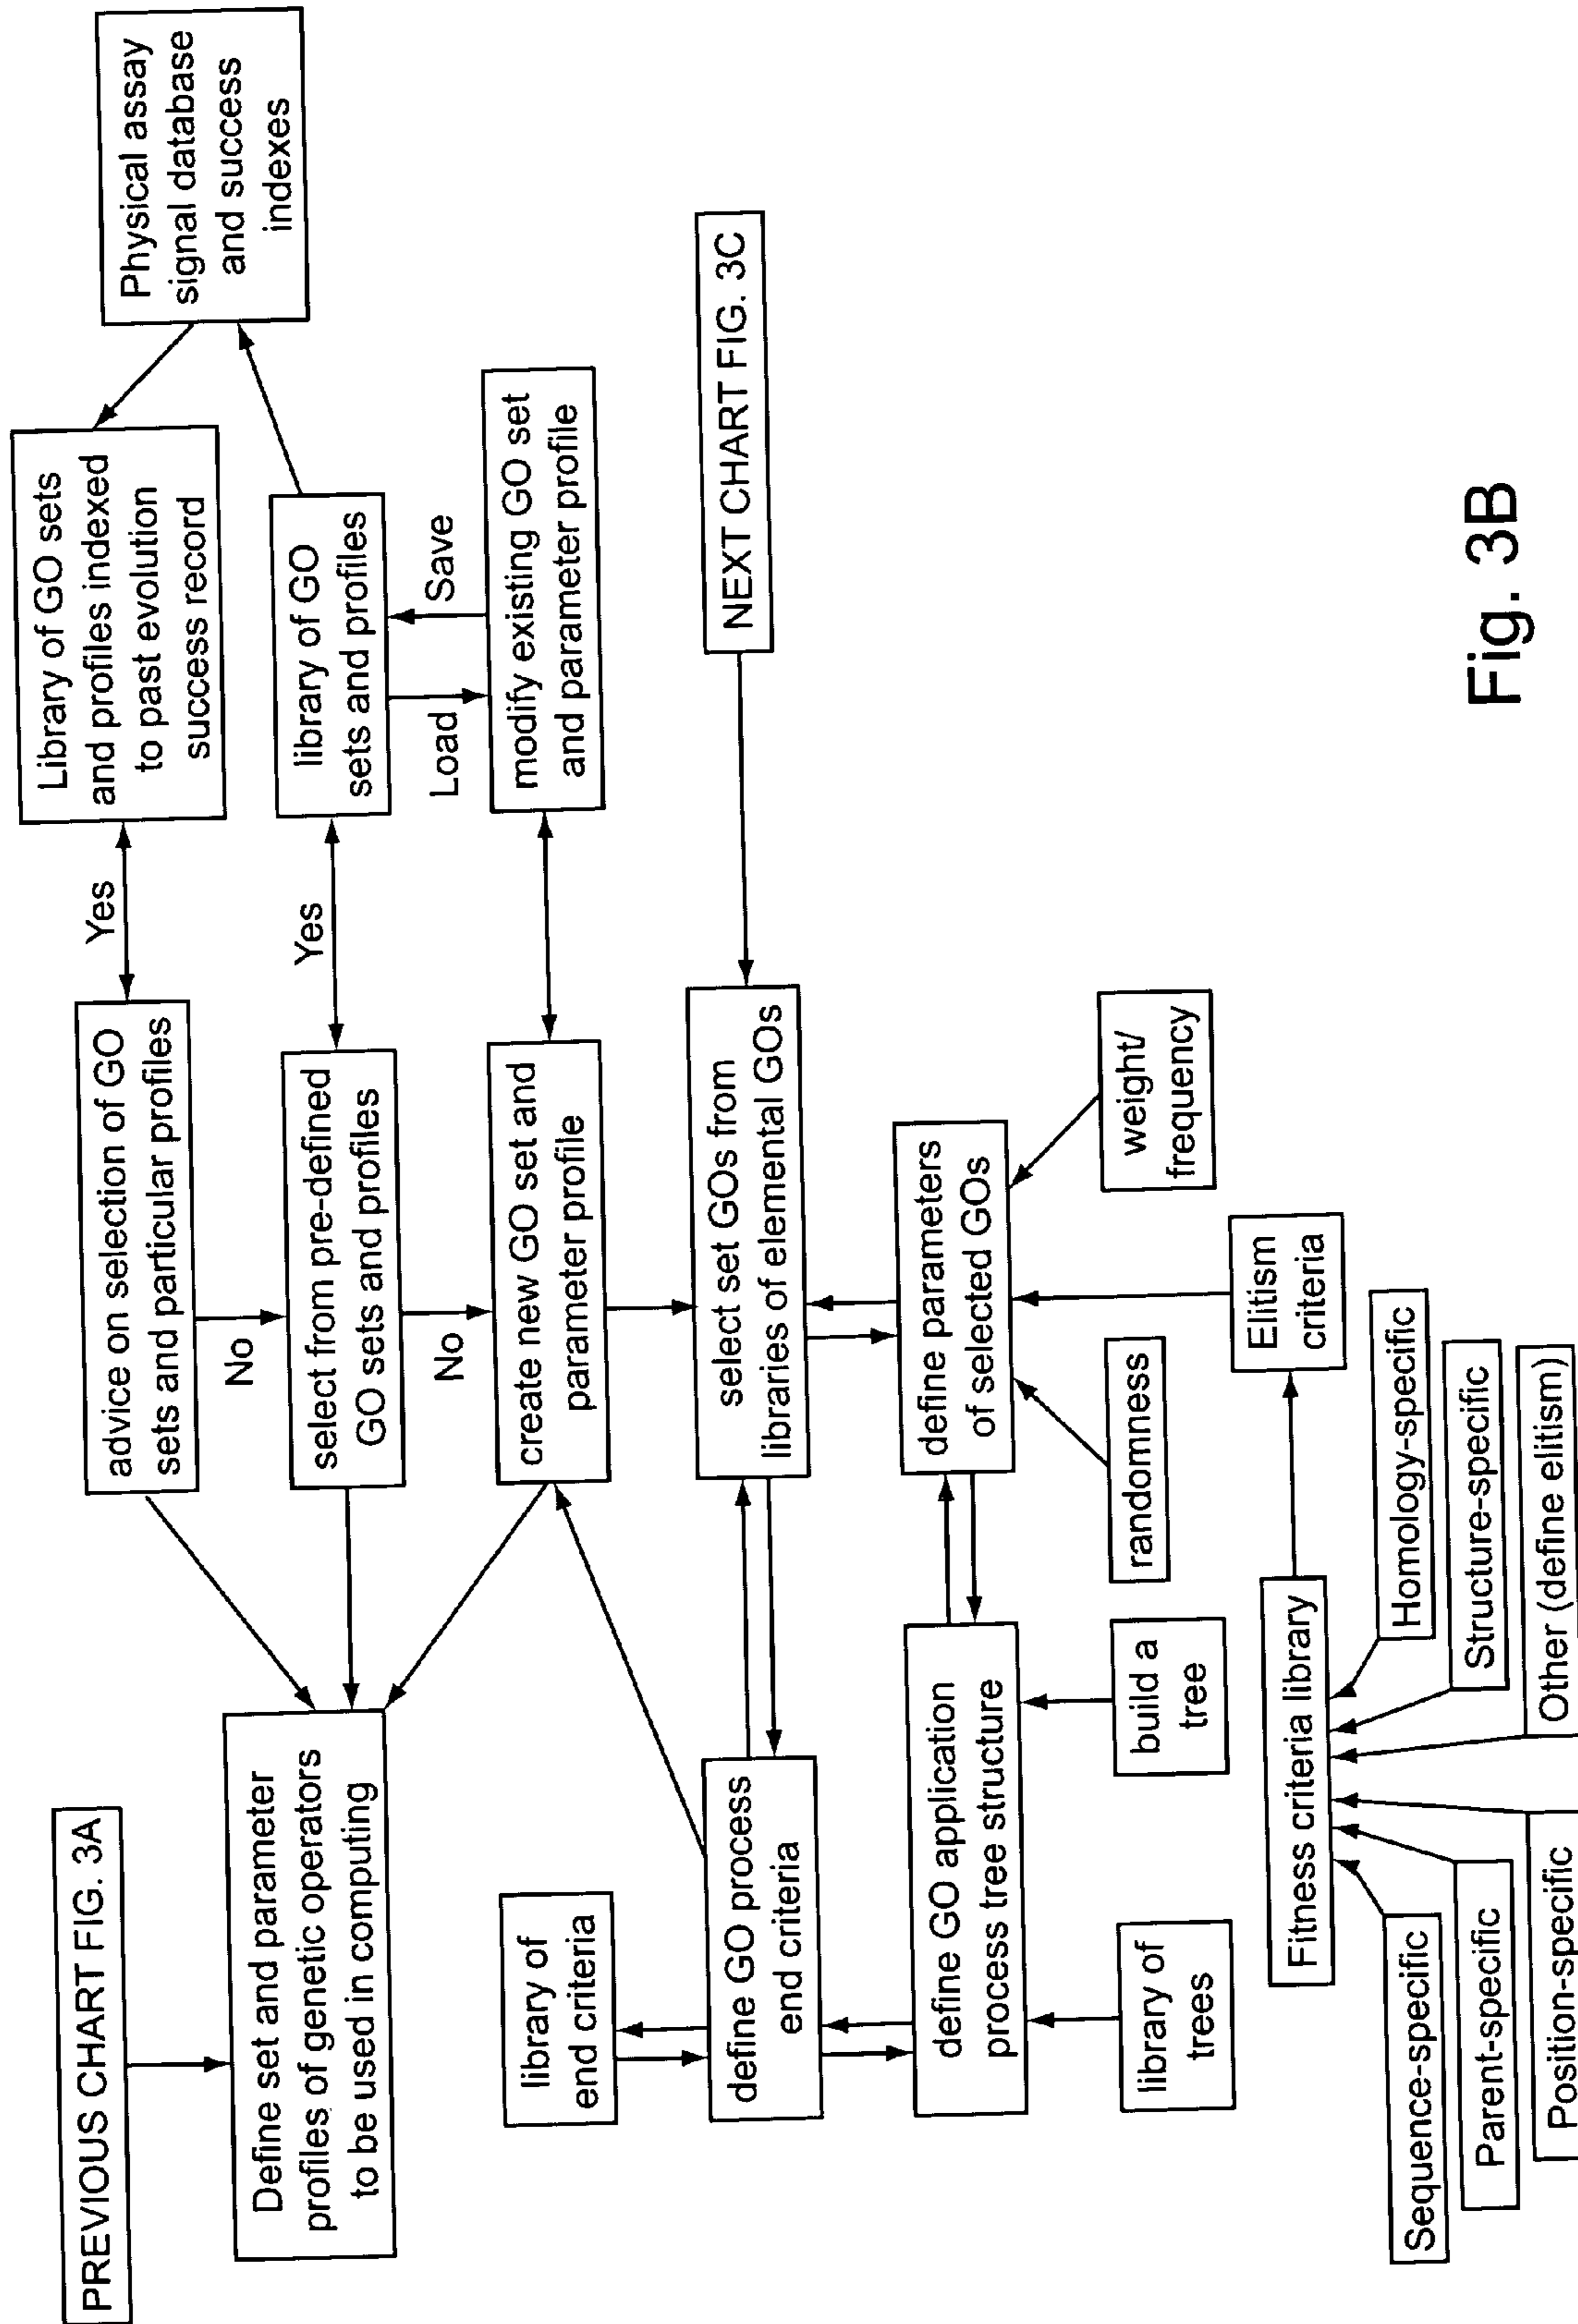 PREVIOUS CHART FIG. 3A
Define set and parameter
profiles of genetic operators
to be used in computing
advice on selection of GO
sets and particular profiles
Yes
Library of GO sets
and profiles indexed
to past evolution
success record
Physical assay
signal database
and success
indexes
No
select from pre-defined
GO sets and profiles
Yes
library of GO
sets and profiles
No
Load
Save
create new GO set and
parameter profile
modify existing GO set
and parameter profile
library of
end criteria
define GO process
end criteria
select set GOs from
libraries of elemental GOs
NEXT CHART FIG. 3C
define GO application
process tree structure
define parameters
of selected GOs
library of
trees
build a
tree
randomness
weight/
frequency
Elitism
criteria
Fitness criteria library
Sequence-specific
Parent-specific
Position-specific
Homology-specific
Structure-specific
Other (define elitism)
Fig. 3B